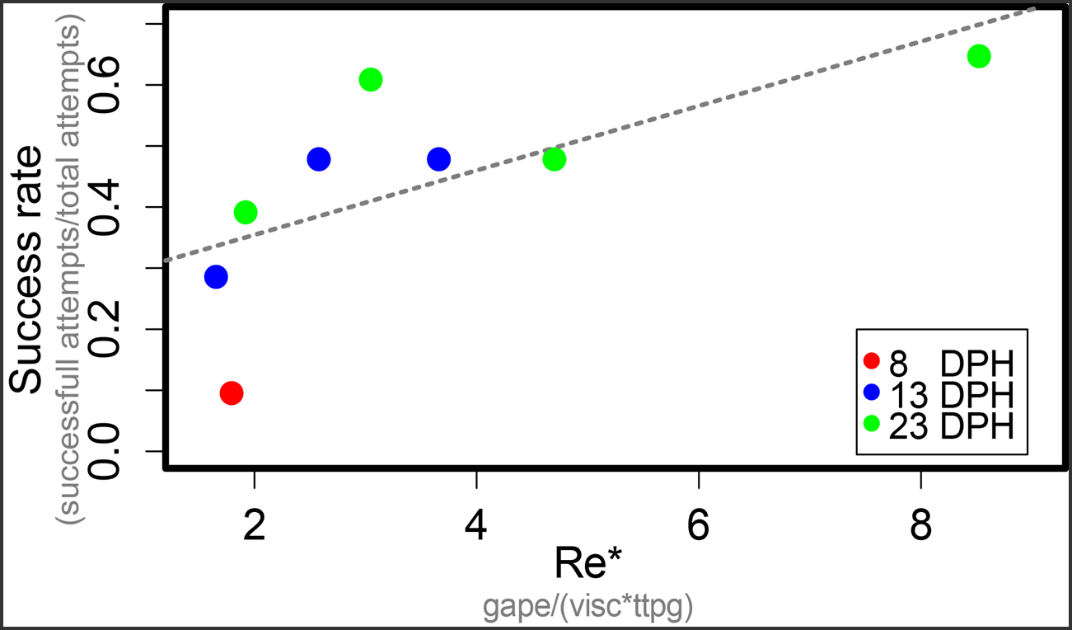 Success rate
(successfull attempts/total attempts)
0.6
0.4
0.2
0.0
2 4 6 8
Re*
gape/(visc*ttpg)
8 DPH
13 DPH
23 DPH